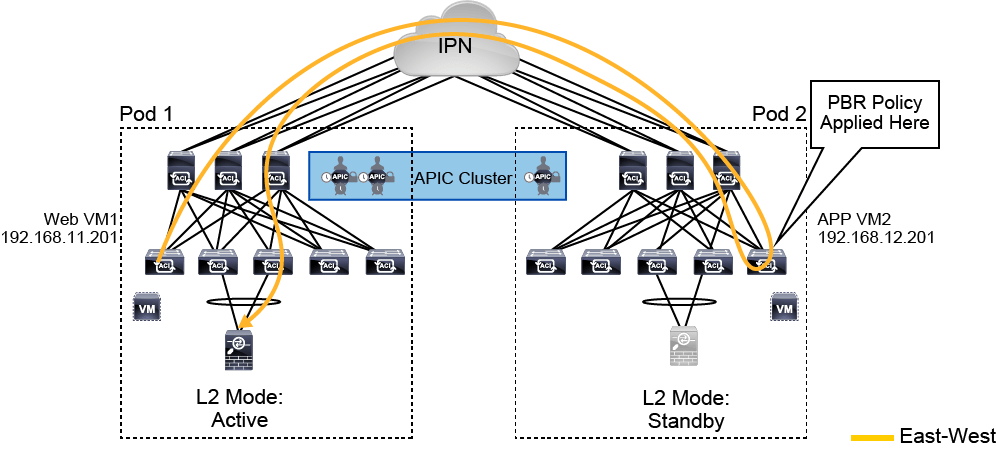 IPN
Pod 1
Pod 2
PBR Policy
Applied Here
ACI
ACI
ACI
APIC
APIC
APIC Cluster
APIC
ACI
ACI
ACI
Web VM1
192.168.11.201
APP VM2
192.168.12.201
ACI
ACI
ACI
ACI
ACI
ACI
ACI
ACI
ACI
ACI
VM
VM
L2 Mode:
Active
L2 Mode:
Standby
East-West